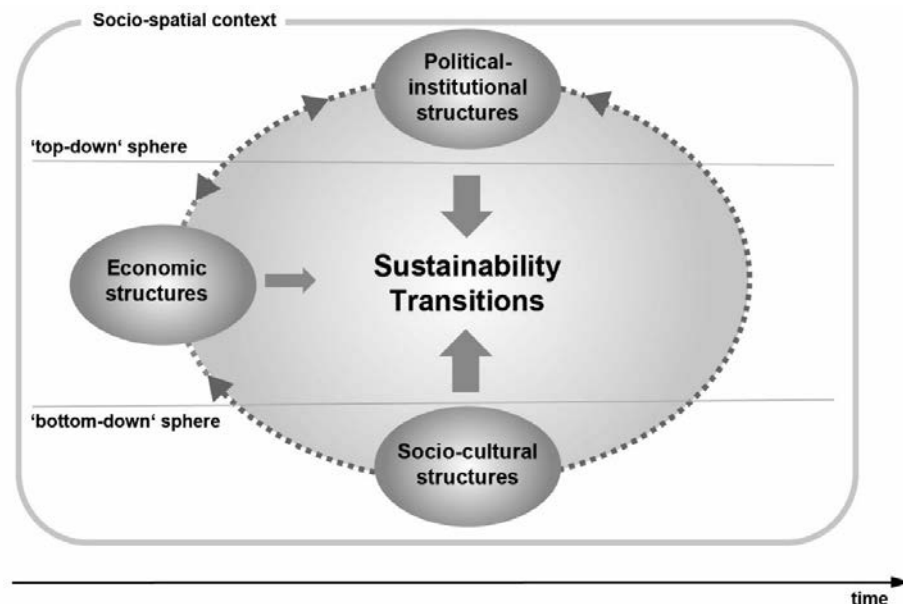 Socio-spatial context
Political-
institutional
structures
‘top-down‘ sphere
Economic
structures
Sustainability
Transitions
‘bottom-down‘ sphere
Socio-cultural
structures
time